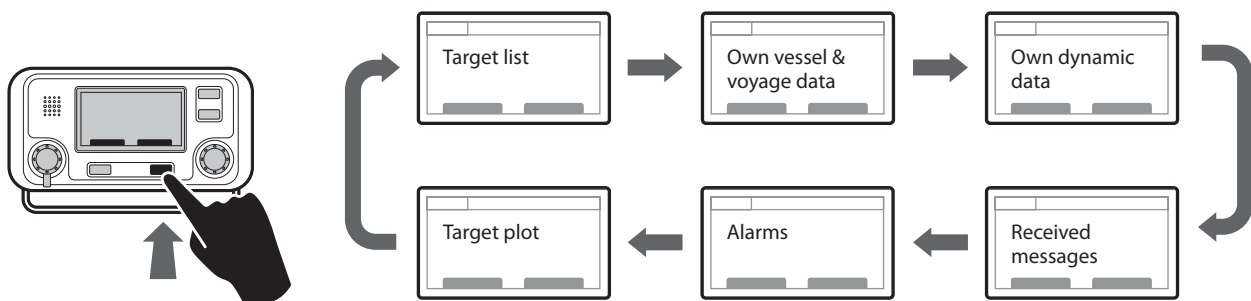 Target list
Own vessel &
voyage data
Own dynamic
data
Target plot
Alarms
Received
messages